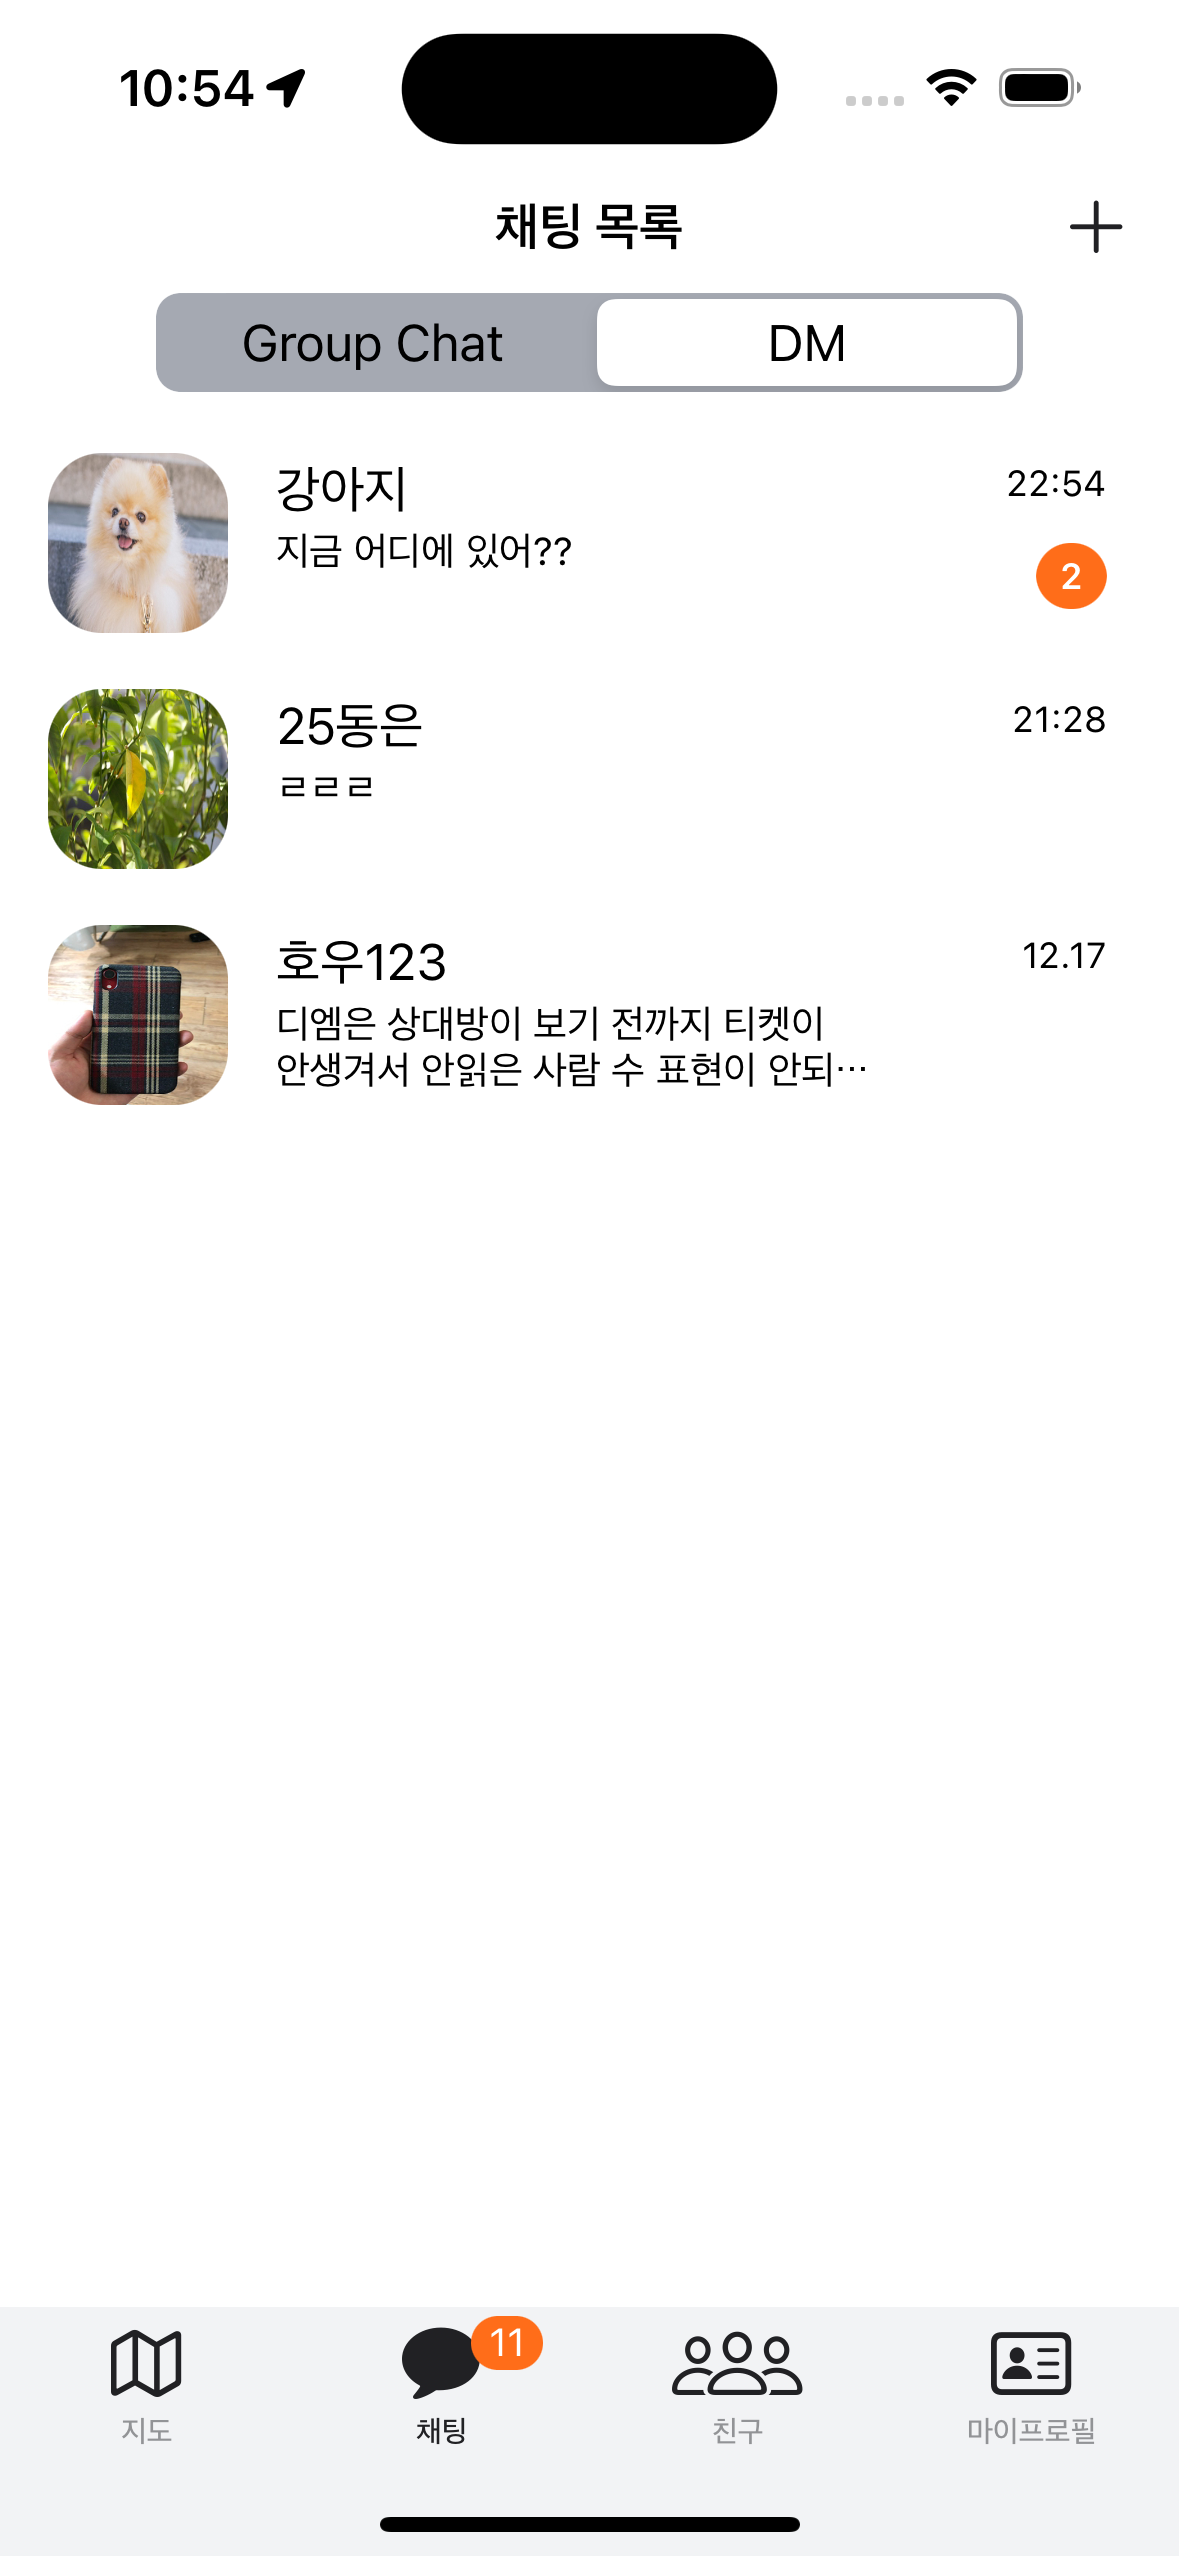 10:54
채팅 목록
Group Chat DM
강아지 22:54
지금 어디에 있어??
2
25동은 21:28
ㄹㄹㄹ
호우123 12.17
디엠은 상대방이 보기 전까지 티켓이
안생겨서 안읽은 사람 수 표현이 안되…
11
지도 채팅 친구 마이프로필